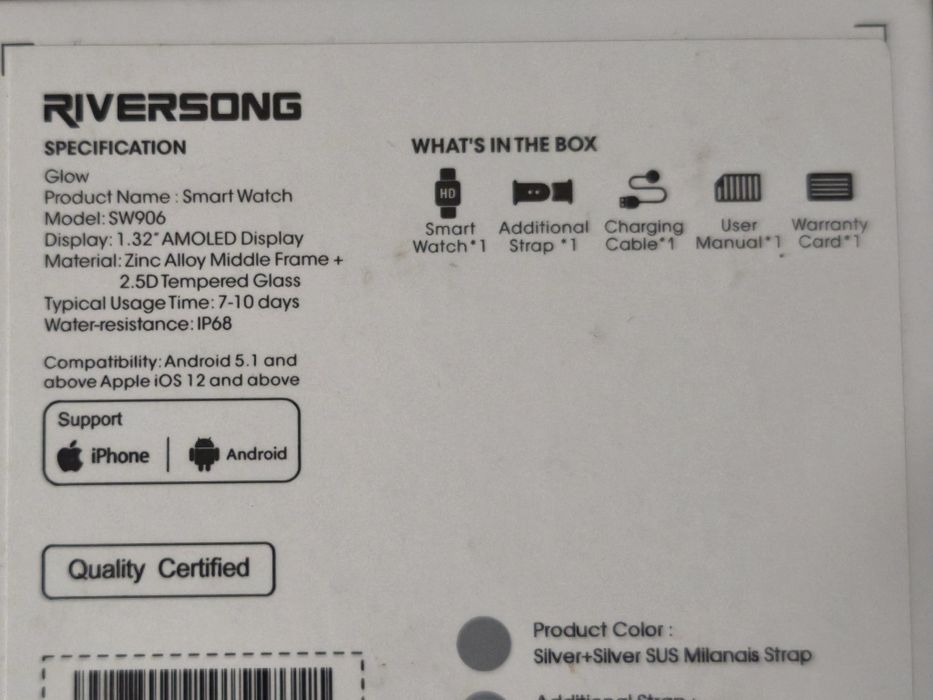 RIVERSONG
SPECIFICATION
Glow
Product Name : Smart Watch
Model: SW906
Display: 1.32" AMOLED Display
Material: Zinc Alloy Middle Frame +
2.5D Tempered Glass
Typical Usage Time: 7-10 days
Water-resistance: IP68
Compatibility: Android 5.1 and
above Apple iOS 12 and above
Support
iPhone | Android
Quality Certified
WHAT'S IN THE BOX
HD
Smart
Watch*1
Additional
Strap *1
Charging
Cable*1
User
Manual*1
Warranty
Card*1
Product Color :
Silver+Silver SUS Milanais Strap
Additional Strap :